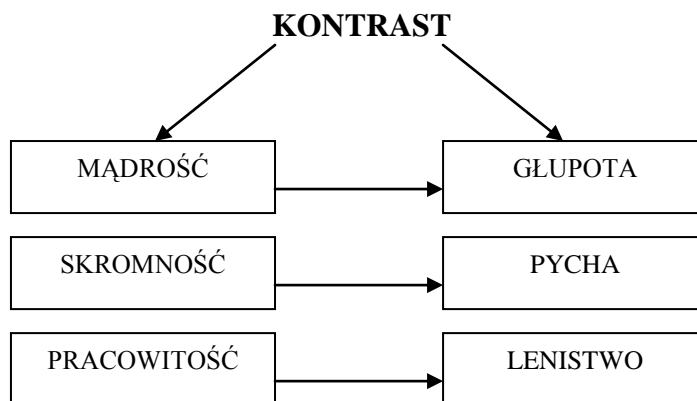 KONTRAST
MĄDROŚĆ
GŁUPOTA
SKROMNOŚĆ
PYCHA
PRACOWITOŚĆ
LENISTWO